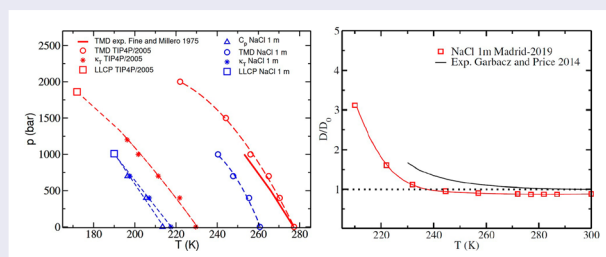 TMD exp. Fine and Millero 1975
TMD TIP4P/2005
κT TIP4P/2005
LLCP TIP4P/2005
Cp NaCl 1 m
TMD NaCl 1 m
κT NaCl 1 m
LLCP NaCl 1 m
2500
2000
1500
1000
500
0
p (bar)
180 200 220 240 260 280
T (K)
NaCl 1m Madrid-2019
Exp. Garbacz and Price 2014
5
4
3
2
1
0
D/D0
220 240 260 280 300
T (K)